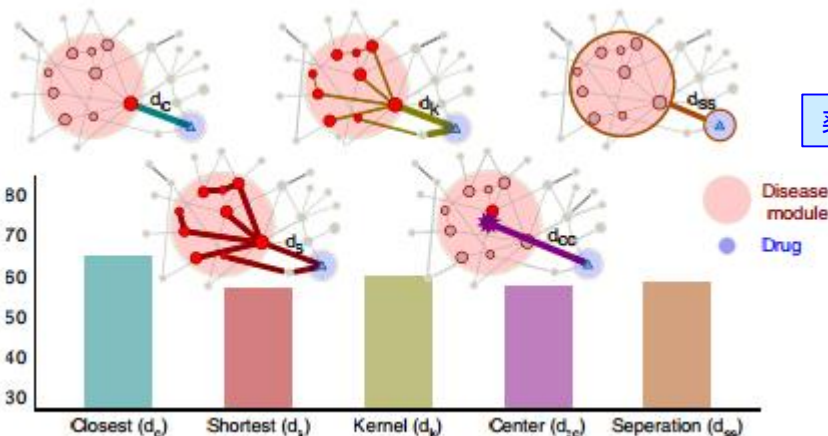 d_c
d_k
d_ss
Disease
module
Drug
d_s
d_cc
80
70
60
50
40
30
Closest (d_c)
Shortest (d_s)
Kernel (d_k)
Center (d_cc)
Seperation (d_ss)